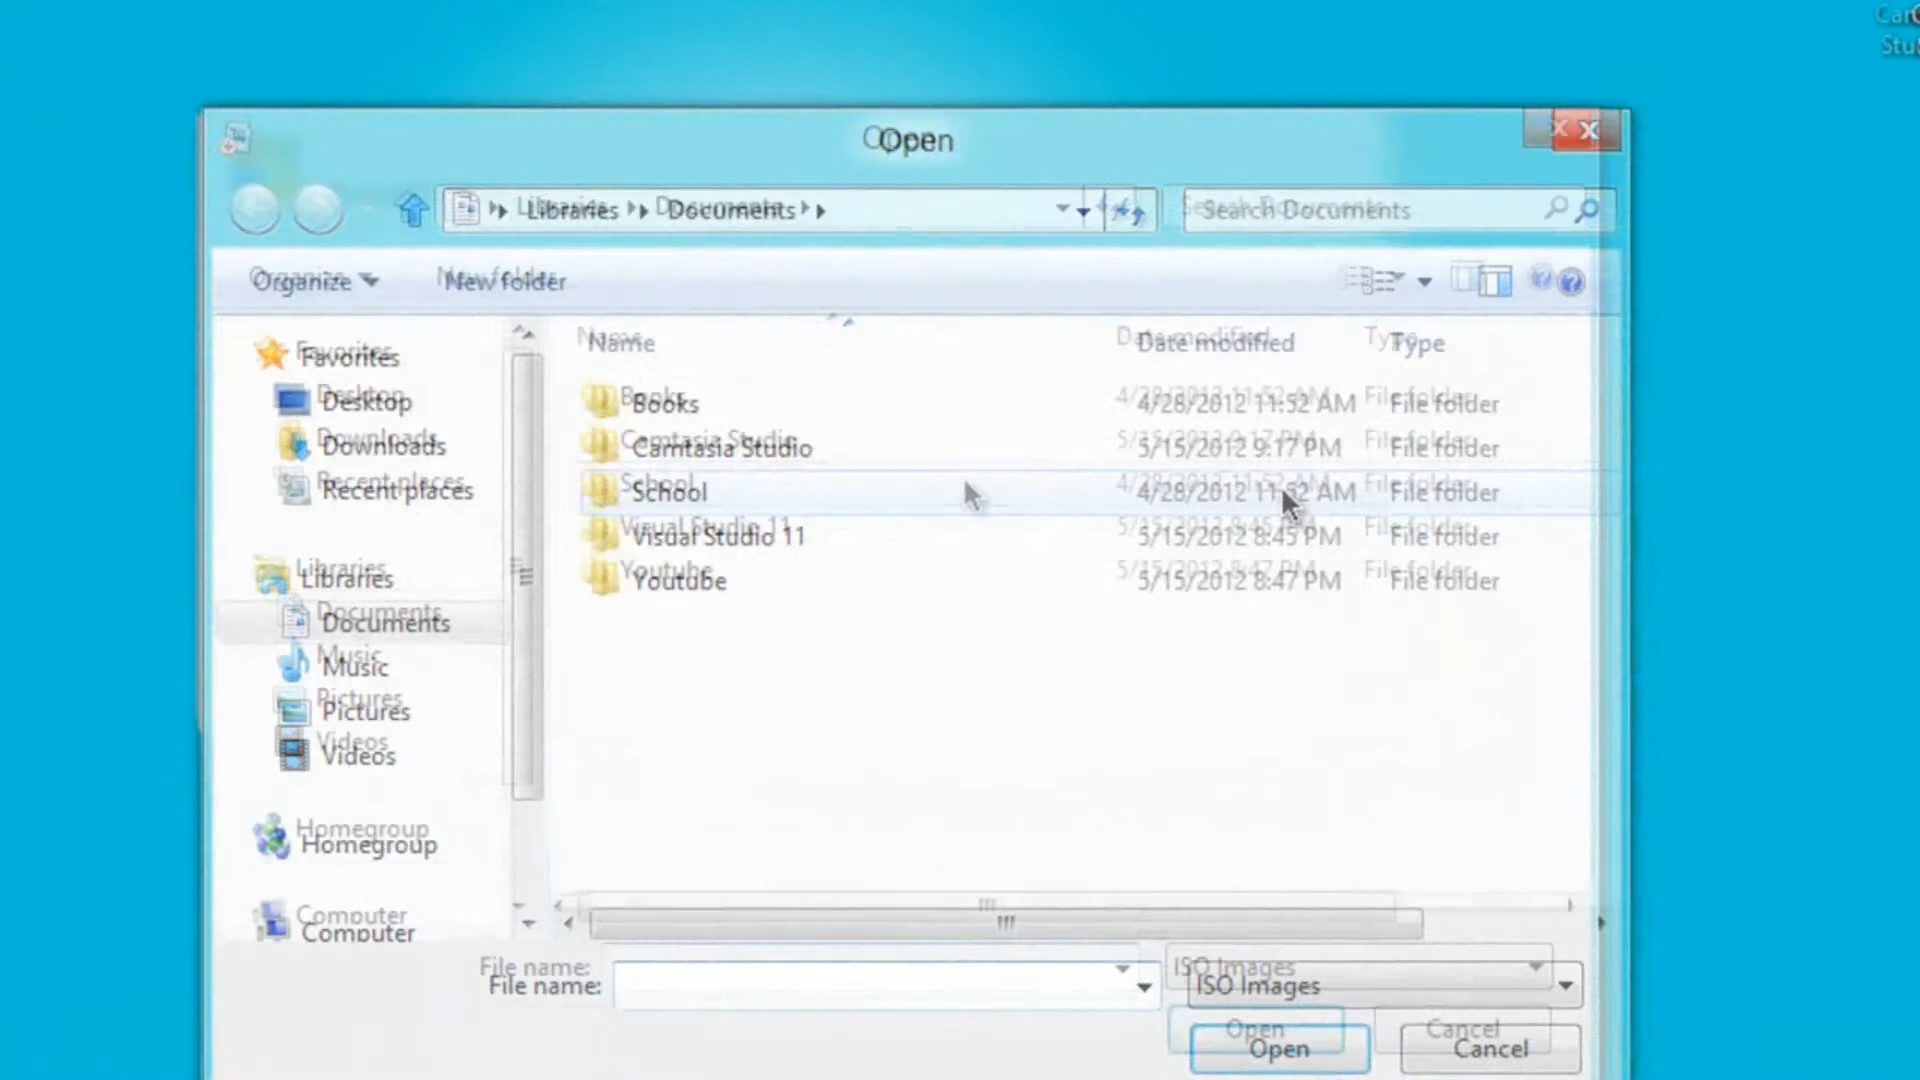 Open
Libraries Documents
Search Documents
Organize New folder
Name Date modified Type
Favorites
Desktop
Downloads
Recent places
Libraries
Documents
Music
Pictures
Videos
Homegroup
Computer
Books 4/28/2012 11:52 AM File folder
Camtasia Studio 5/15/2012 9:17 PM File folder
School 4/28/2012 11:52 AM File folder
Visual Studio 11 5/15/2012 8:45 PM File folder
Youtube 5/15/2012 8:47 PM File folder
File name:
ISO Images
Open Cancel